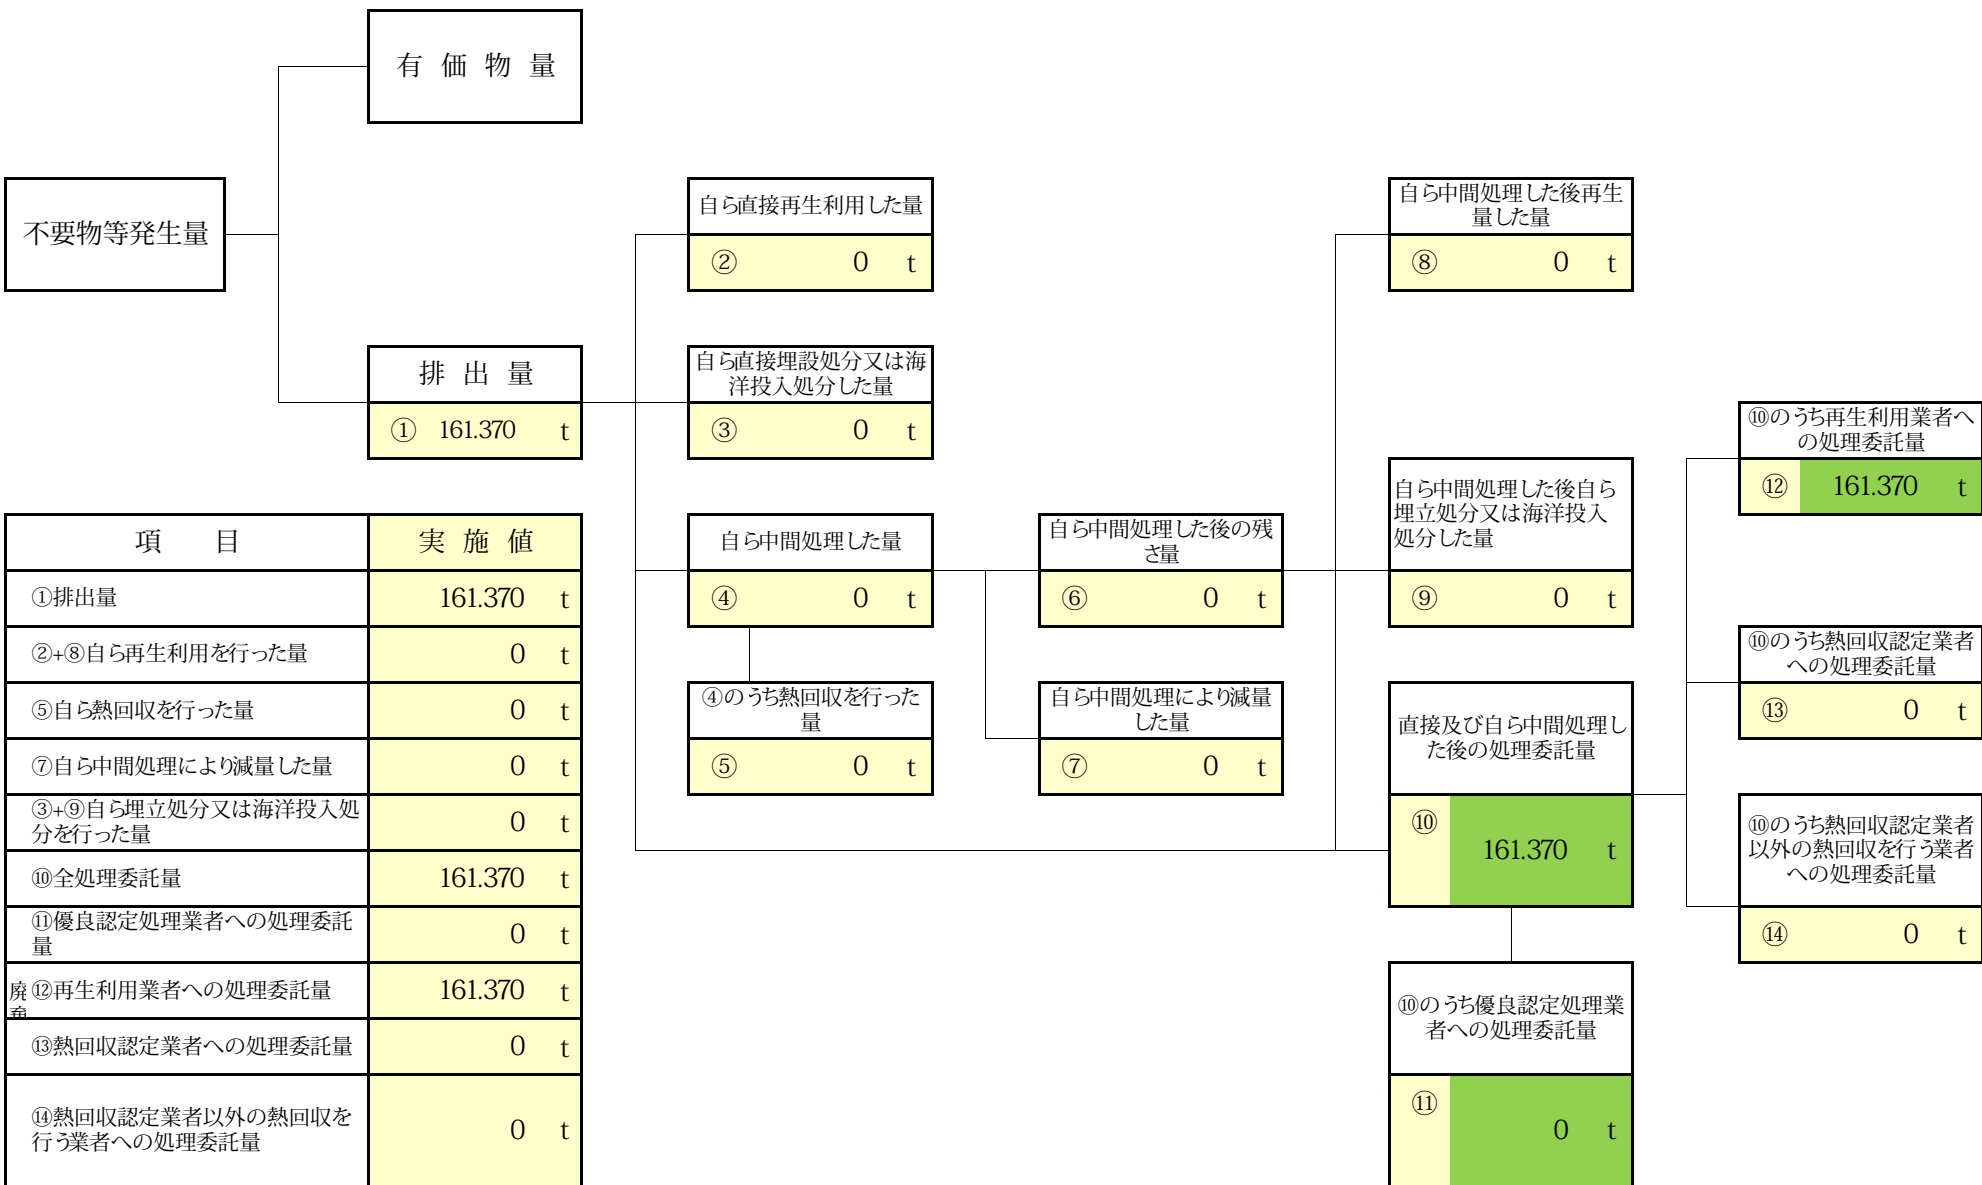 有 価 物 量
不要物等発生量
排 出 量
① 161.370 t
自ら直接再生利用した量
② 0 t
自ら直接埋設処分又は海
洋投入処分した量
③ 0 t
自ら中間処理した量
④ 0 t
④のうち熱回収を行った
量
⑤ 0 t
自ら中間処理した後の残
さ量
⑥ 0 t
自ら中間処理により減量
した量
⑦ 0 t
自ら中間処理した後再生
量した量
⑧ 0 t
自ら中間処理した後自ら
埋立処分又は海洋投入
処分した量
⑨ 0 t
直接及び自ら中間処理し
た後の処理委託量
⑩ 161.370 t
⑩のうち優良認定処理業
者への処理委託量
⑪ 0 t
⑩のうち再生利用業者へ
の処理委託量
⑫ 161.370 t
⑩のうち熱回収認定業者
への処理委託量
⑬ 0 t
⑩のうち熱回収認定業者
以外の熱回収を行う業者
への処理委託量
⑭ 0 t
項 目 実 施 値
①排出量 161.370 t
②+⑧自ら再生利用を行った量 0 t
⑤自ら熱回収を行った量 0 t
⑦自ら中間処理により減量した量 0 t
③+⑨自ら埋立処分又は海洋投入処
分を行った量 0 t
⑩全処理委託量 161.370 t
⑪優良認定処理業者への処理委託
量 0 t
廃 ⑫再生利用業者への処理委託量 161.370 t
⑬熱回収認定業者への処理委託量 0 t
⑭熱回収認定業者以外の熱回収を
行う業者への処理委託量 0 t